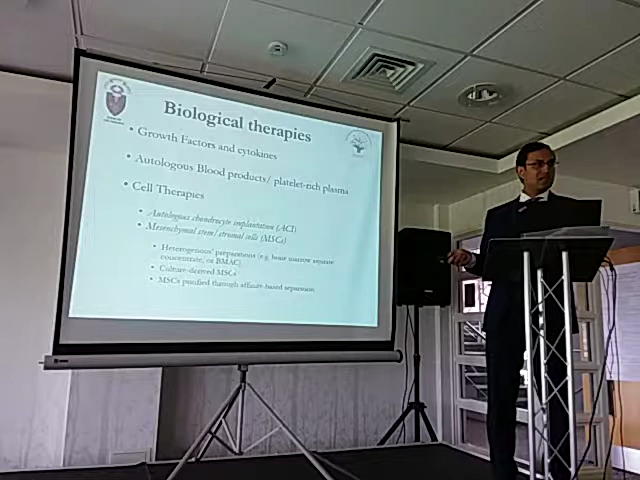 Biological therapies
• Growth Factors and cytokines
• Autologous Blood products/ platelet-rich plasma
• Cell Therapies
• Autologous chondrocyte implantation (ACI)
• Mesenchymal stem/stromal cells (MSCs)
• Heterogenous preparations (e.g. bone marrow aspirate
concentrate, or BMAC)
• Culture-derived MSCs
• MSCs purified through affinity-based separation